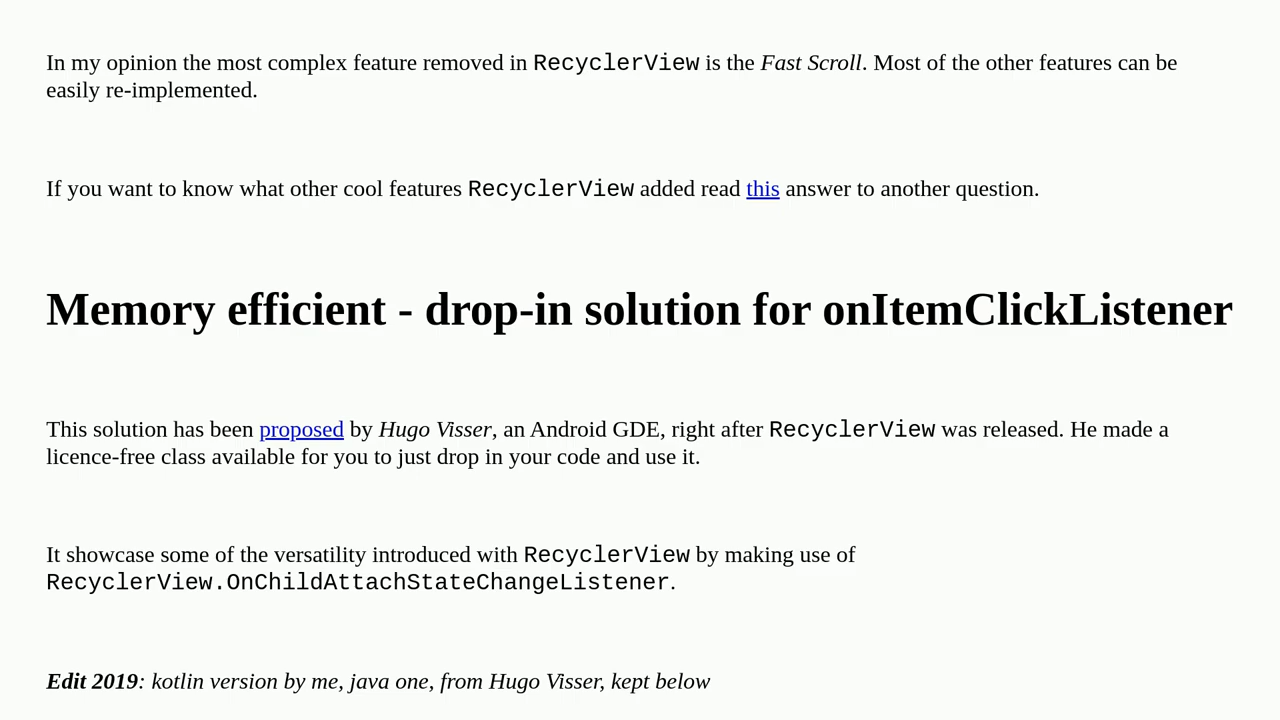 In my opinion the most complex feature removed in RecyclerView is the Fast Scroll. Most of the other features can be
easily re-implemented.
If you want to know what other cool features RecyclerView added read this answer to another question.
Memory efficient - drop-in solution for onItemClickListener
This solution has been proposed by Hugo Visser, an Android GDE, right after RecyclerView was released. He made a
licence-free class available for you to just drop in your code and use it.
It showcase some of the versatility introduced with RecyclerView by making use of
RecyclerView.OnChildAttachStateChangeListener.
Edit 2019: kotlin version by me, java one, from Hugo Visser, kept below